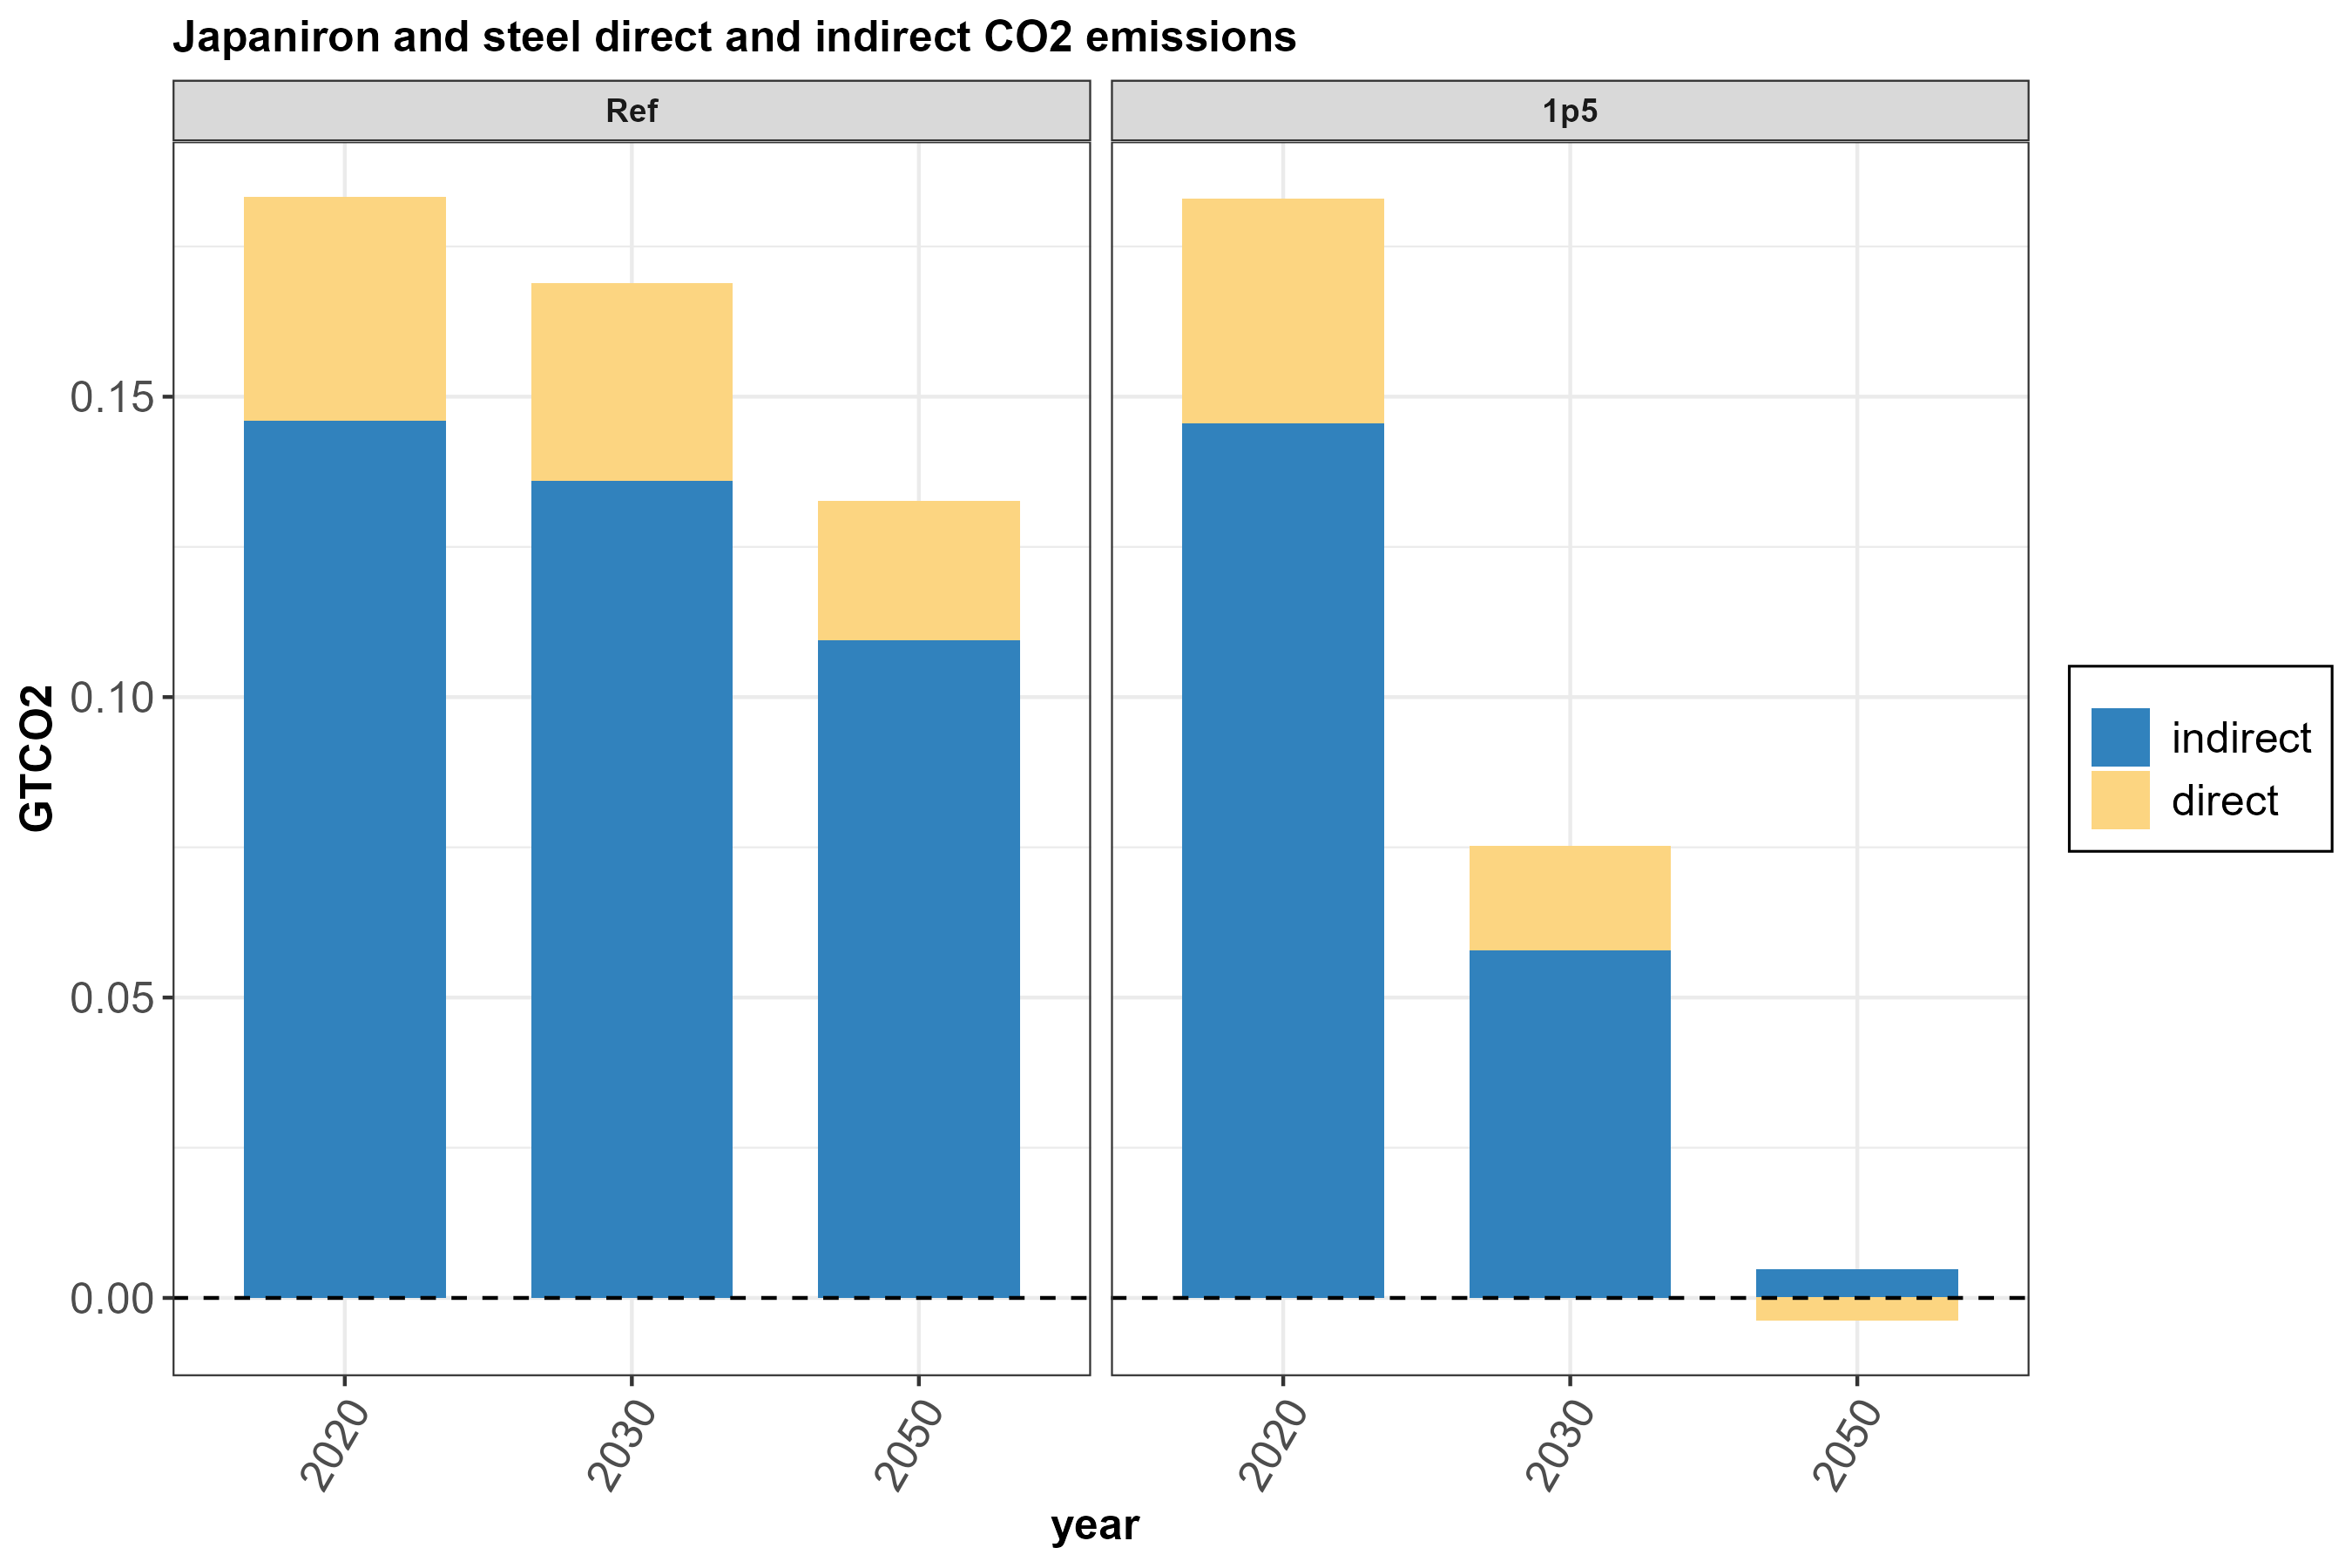 Japaniron and steel direct and indirect CO2 emissions
Ref
1p5
GTCO2
0.15
0.10
0.05
0.00
2020
2030
2050
2020
2030
2050
year
indirect
direct